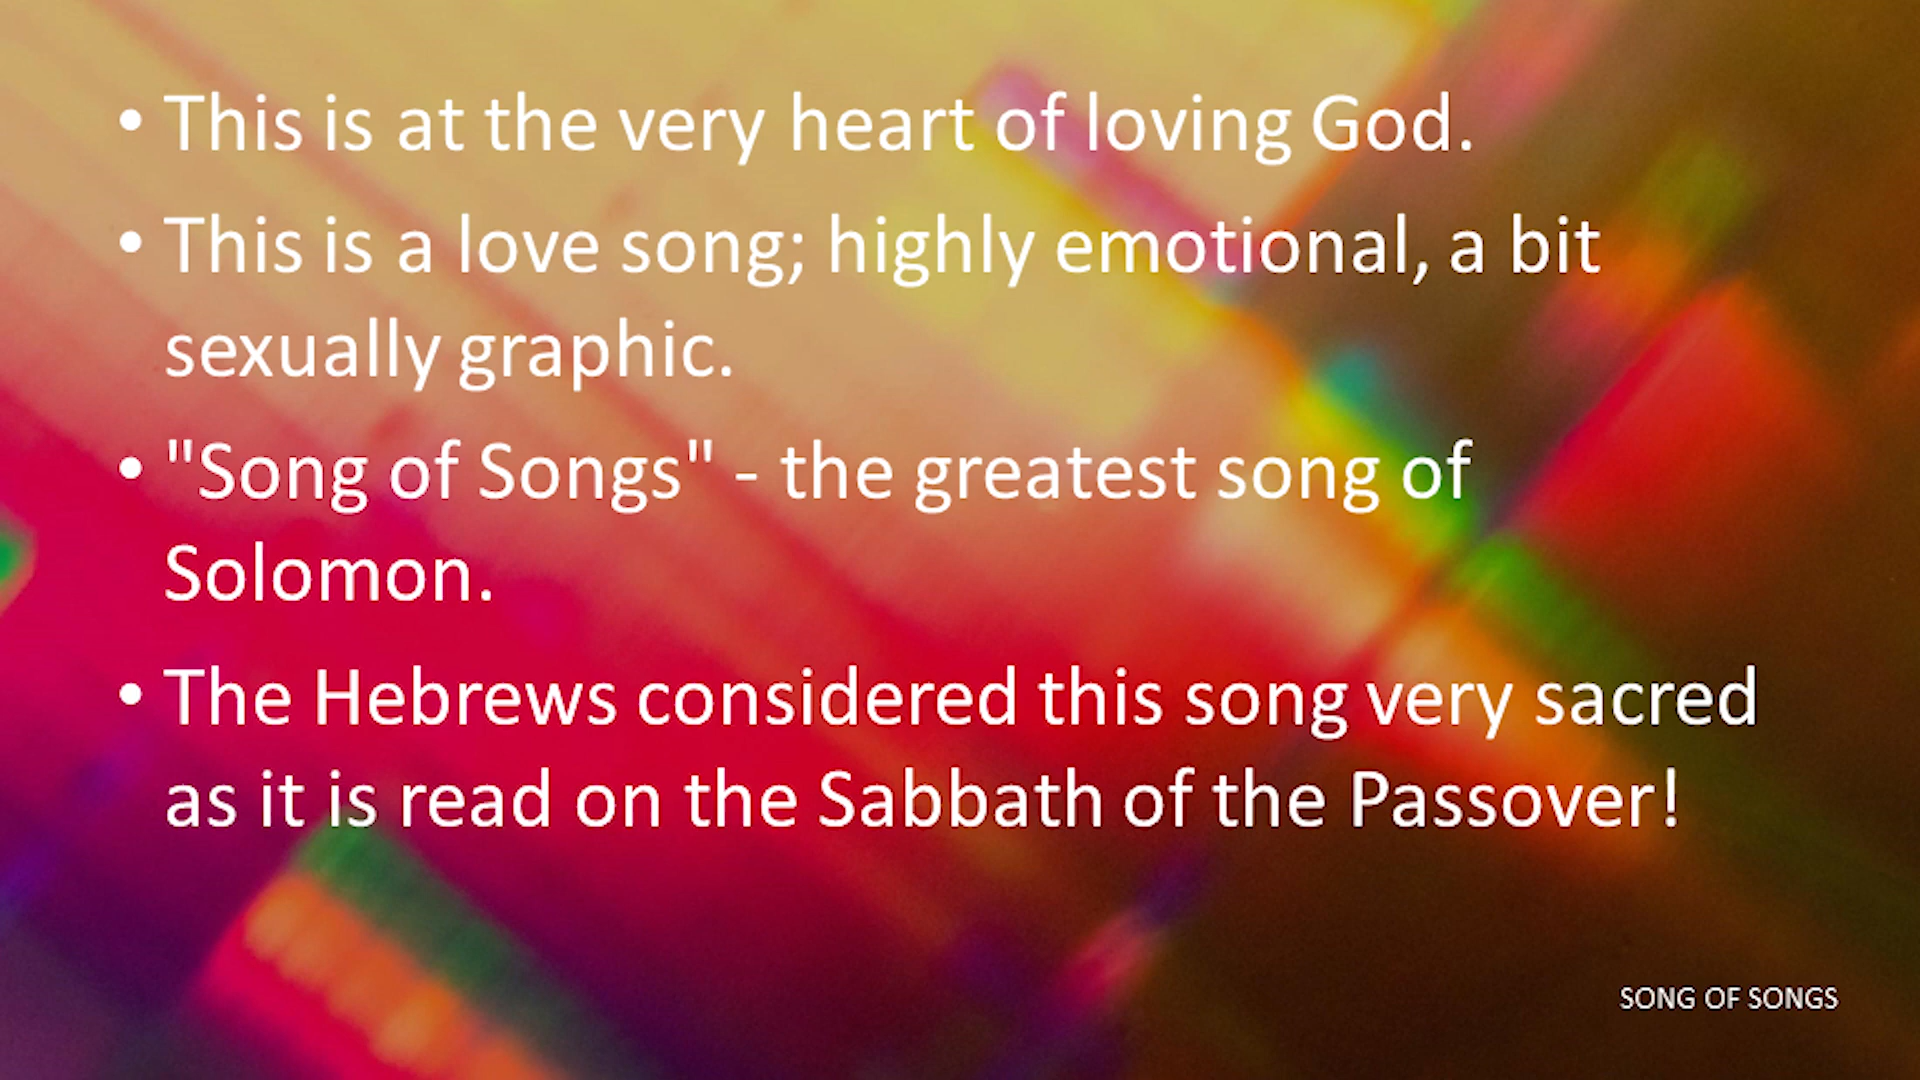 • This is at the very heart of loving God.
• This is a love song; highly emotional, a bit
sexually graphic.
• "Song of Songs" - the greatest song of
Solomon.
• The Hebrews considered this song very sacred
as it is read on the Sabbath of the Passover!
SONG OF SONGS